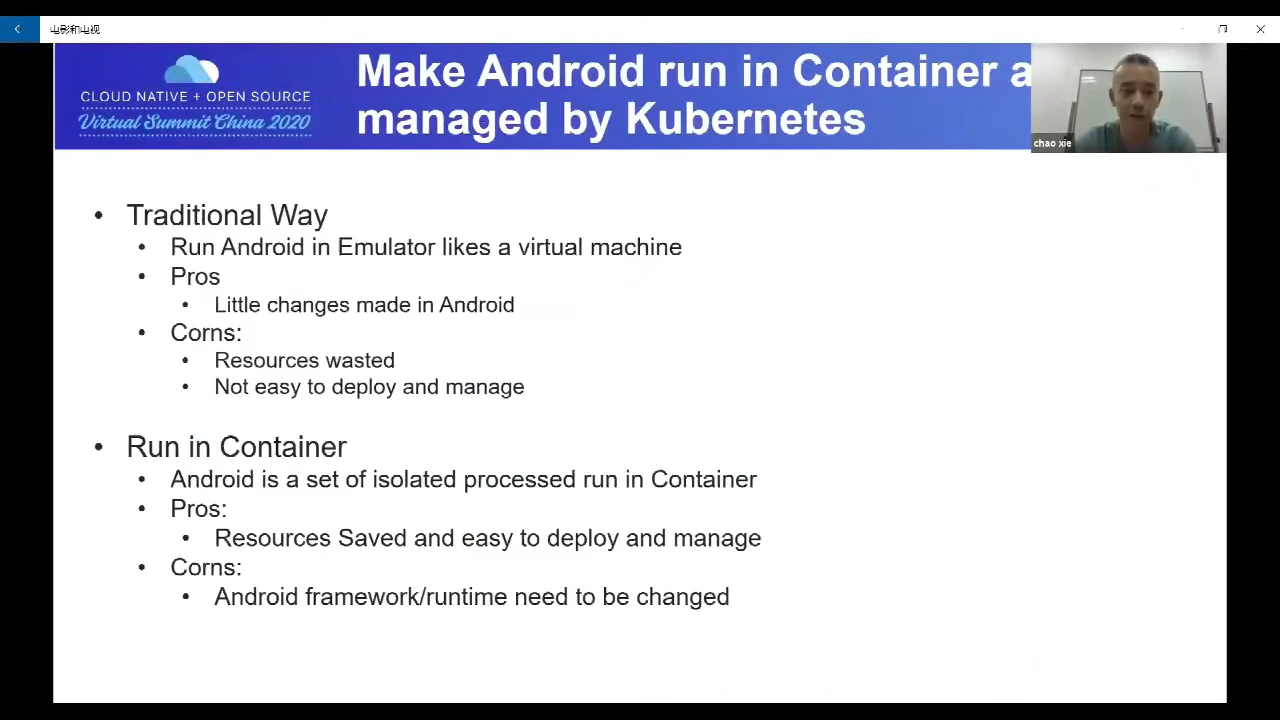 电影和电视
CLOUD NATIVE + OPEN SOURCE
Virtual Summit China 2020
Make Android run in Container a
managed by Kubernetes
chao xie
• Traditional Way
• Run Android in Emulator likes a virtual machine
• Pros
• Little changes made in Android
• Corns:
• Resources wasted
• Not easy to deploy and manage
• Run in Container
• Android is a set of isolated processed run in Container
• Pros:
• Resources Saved and easy to deploy and manage
• Corns:
• Android framework/runtime need to be changed